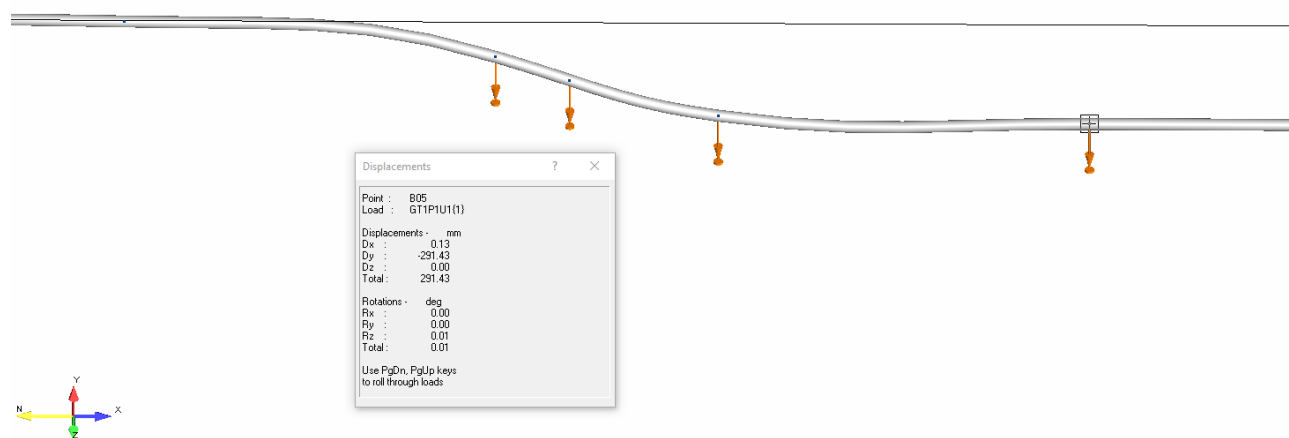 Displacements ? ×
Point : B05
Load : GT1P1U1{1}
Displacements - mm
Dx : 0.13
Dy : -291.43
Dz : 0.00
Total : 291.43
Rotations - deg
Rx : 0.00
Ry : 0.00
Rz : 0.01
Total : 0.01
Use PgDn, PgUp keys
to roll through loads
Y
N X
Z